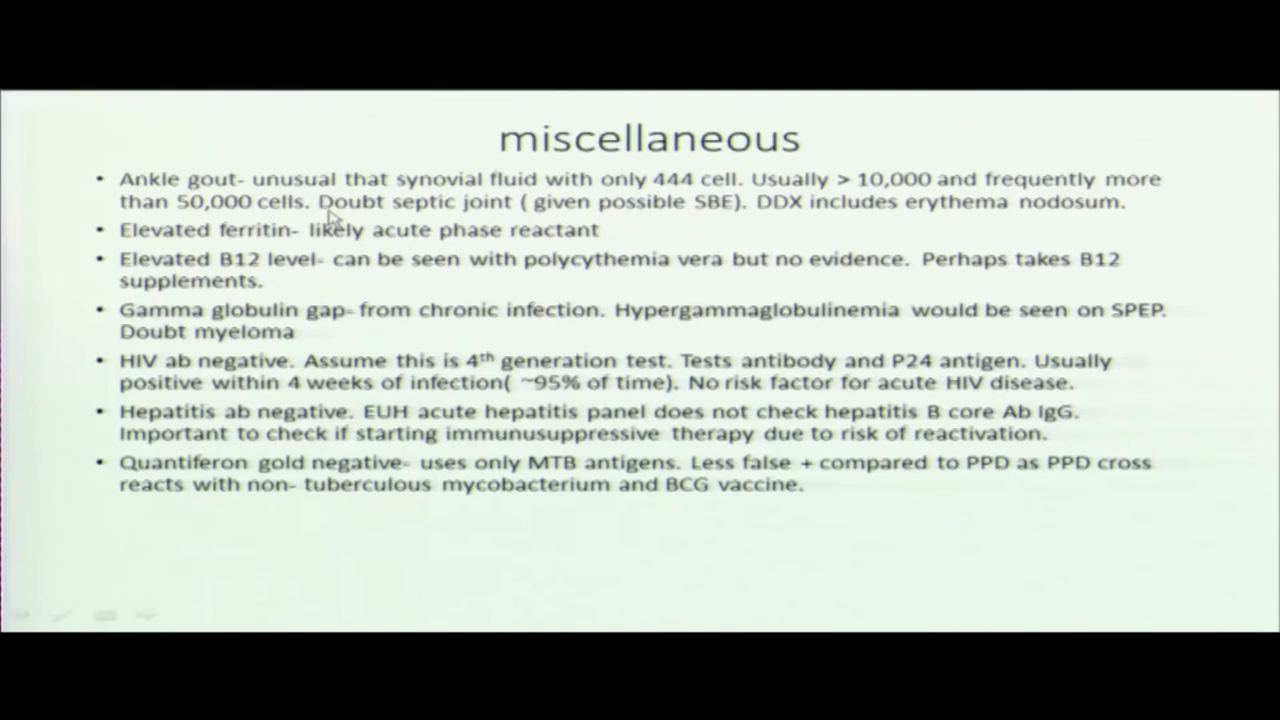 miscellaneous
• Ankle gout- unusual that synovial fluid with only 444 cell. Usually > 10,000 and frequently more
than 50,000 cells. Doubt septic joint ( given possible SBE). DDX includes erythema nodosum.
• Elevated ferritin- likely acute phase reactant
• Elevated B12 level- can be seen with polycythemia vera but no evidence. Perhaps takes B12
supplements.
• Gamma globulin gap- from chronic infection. Hypergammaglobulinemia would be seen on SPEP.
Doubt myeloma
• HIV ab negative. Assume this is 4th generation test. Tests antibody and P24 antigen. Usually
positive within 4 weeks of infection( ~95% of time). No risk factor for acute HIV disease.
• Hepatitis ab negative. EUH acute hepatitis panel does not check hepatitis B core Ab IgG.
Important to check if starting immunusuppressive therapy due to risk of reactivation.
• Quantiferon gold negative- uses only MTB antigens. Less false + compared to PPD as PPD cross
reacts with non- tuberculous mycobacterium and BCG vaccine.